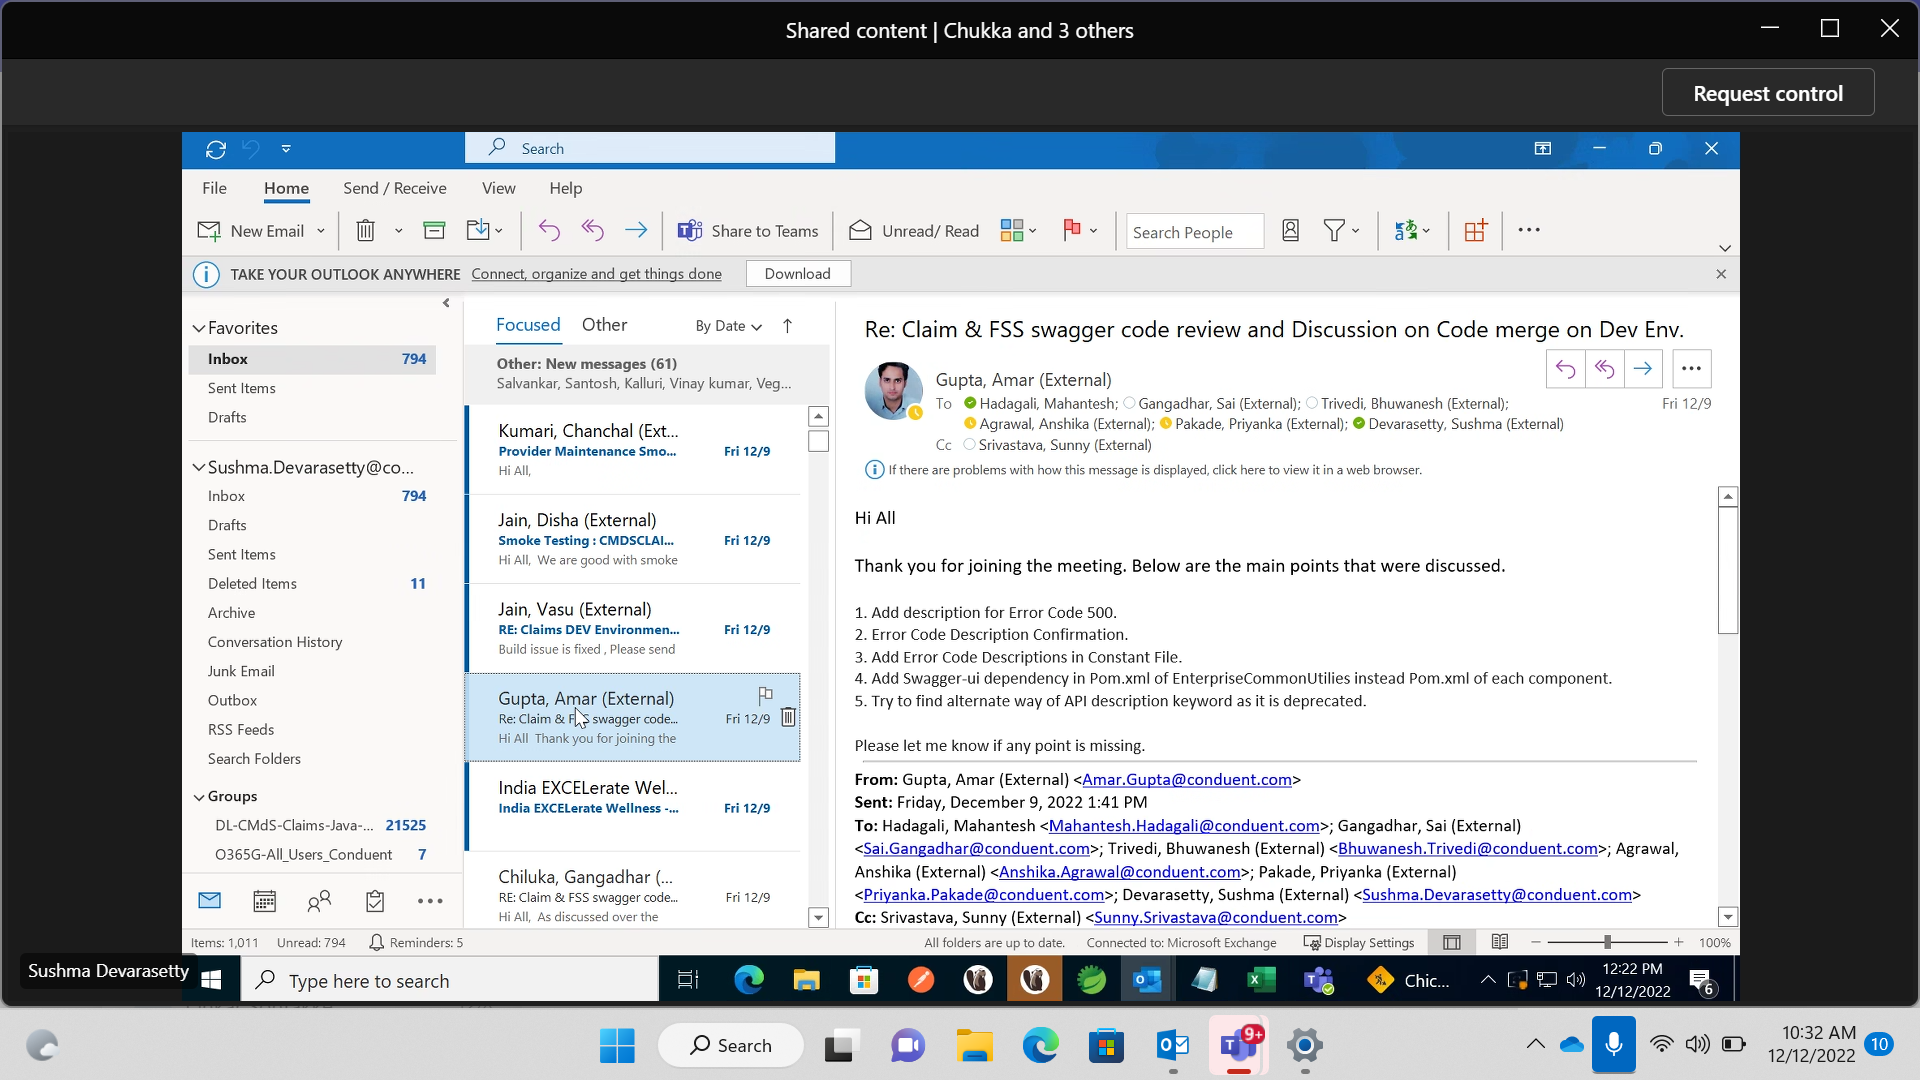 Shared content | Chukka and 3 others
Request control
Search
File Home Send / Receive View Help
New Email Share to Teams Unread/ Read Search People
TAKE YOUR OUTLOOK ANYWHERE Connect, organize and get things done Download
Favorites
Inbox 794
Sent Items
Drafts
Sushma.Devarasetty@co...
Inbox 794
Drafts
Sent Items
Deleted Items 11
Archive
Conversation History
Junk Email
Outbox
RSS Feeds
Search Folders
Groups
DL-CMdS-Claims-Java-... 21525
O365G-All_Users_Conduent 7
Focused Other By Date
Other: New messages (61)
Salvankar, Santosh, Kalluri, Vinay kumar, Veg...
Kumari, Chanchal (Ext...
Provider Maintenance Smo... Fri 12/9
Hi All,
Jain, Disha (External)
Smoke Testing : CMDSCLAI... Fri 12/9
Hi All, We are good with smoke
Jain, Vasu (External)
RE: Claims DEV Environmen... Fri 12/9
Build issue is fixed , Please send
Gupta, Amar (External)
Re: Claim & FSS swagger code... Fri 12/9
Hi All Thank you for joining the
India EXCELerate Wel...
India EXCELerate Wellness -... Fri 12/9
Chiluka, Gangadhar (...
RE: Claim & FSS swagger code... Fri 12/9
Hi All, As discussed over the
Re: Claim & FSS swagger code review and Discussion on Code merge on Dev Env.
Gupta, Amar (External)
To Hadagali, Mahantesh; Gangadhar, Sai (External); Trivedi, Bhuwanesh (External); Fri 12/9
Agrawal, Anshika (External); Pakade, Priyanka (External); Devarasetty, Sushma (External)
Cc Srivastava, Sunny (External)
If there are problems with how this message is displayed, click here to view it in a web browser.
Hi All
Thank you for joining the meeting. Below are the main points that were discussed.
1. Add description for Error Code 500.
2. Error Code Description Confirmation.
3. Add Error Code Descriptions in Constant File.
4. Add Swagger-ui dependency in Pom.xml of EnterpriseCommonUtilies instead Pom.xml of each component.
5. Try to find alternate way of API description keyword as it is deprecated.
Please let me know if any point is missing.
From: Gupta, Amar (External) <Amar.Gupta@conduent.com>
Sent: Friday, December 9, 2022 1:41 PM
To: Hadagali, Mahantesh <Mahantesh.Hadagali@conduent.com>; Gangadhar, Sai (External)
<Sai.Gangadhar@conduent.com>; Trivedi, Bhuwanesh (External) <Bhuwanesh.Trivedi@conduent.com>; Agrawal,
Anshika (External) <Anshika.Agrawal@conduent.com>; Pakade, Priyanka (External)
<Priyanka.Pakade@conduent.com>; Devarasetty, Sushma (External) <Sushma.Devarasetty@conduent.com>
Cc: Srivastava, Sunny (External) <Sunny.Srivastava@conduent.com>
Items: 1,011 Unread: 794 Reminders: 5 All folders are up to date. Connected to: Microsoft Exchange Display Settings 100%
Sushma Devarasetty
Type here to search Chic... 12:22 PM
12/12/2022 6
Search 9+ 10:32 AM
12/12/2022 10